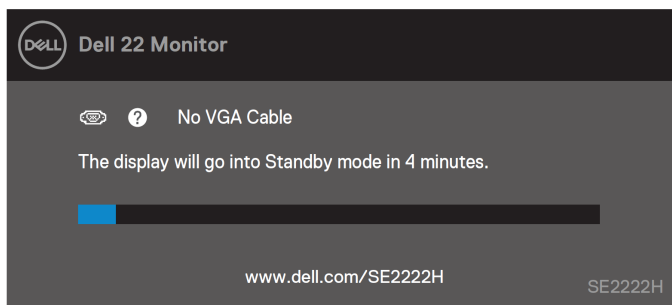 DELL
Dell 22 Monitor
No VGA Cable
The display will go into Standby mode in 4 minutes.
www.dell.com/SE2222H
SE2222H